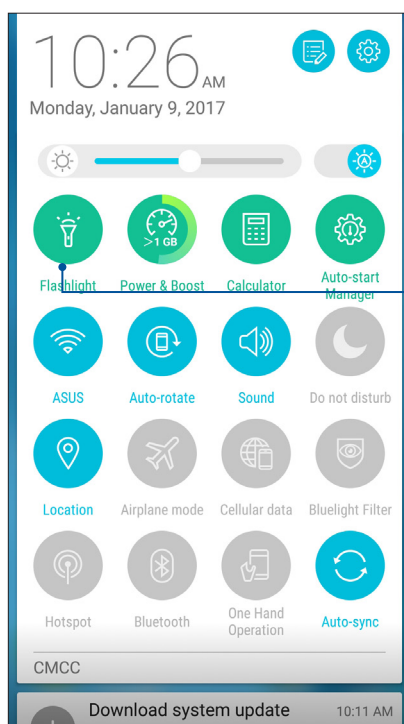 10:26 AM
Monday, January 9, 2017
A
>1 GB
Flashlight Power & Boost Calculator Auto-start Manager
ASUS Auto-rotate Sound Do not disturb
Location Airplane mode Cellular data Bluelight Filter
Hotspot Bluetooth One Hand Operation Auto-sync
CMCC
Download system update 10:11 AM